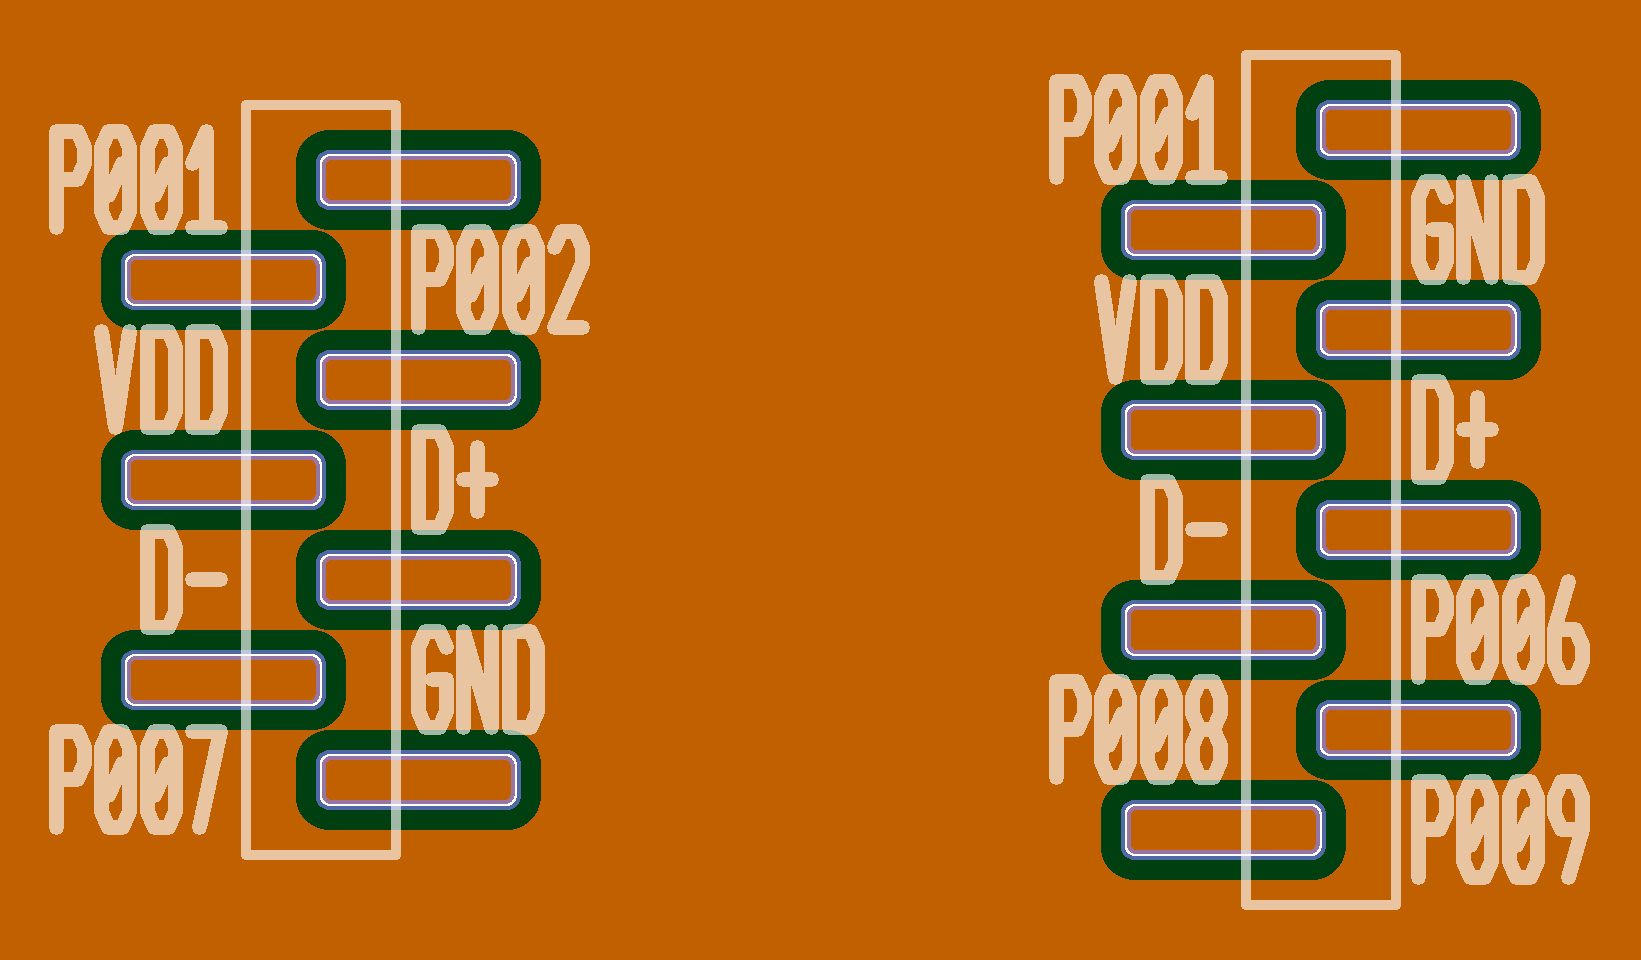 P001
P002
VDD
D+
D-
GND
P007
P001
GND
VDD
D+
D-
P006
P008
P009